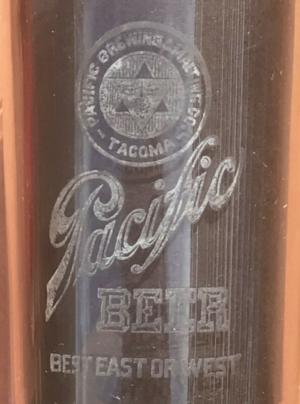 PACIFIC BREWING & MALTING CO.
TACOMA
Pacific
BEER
BEST EAST OR WEST